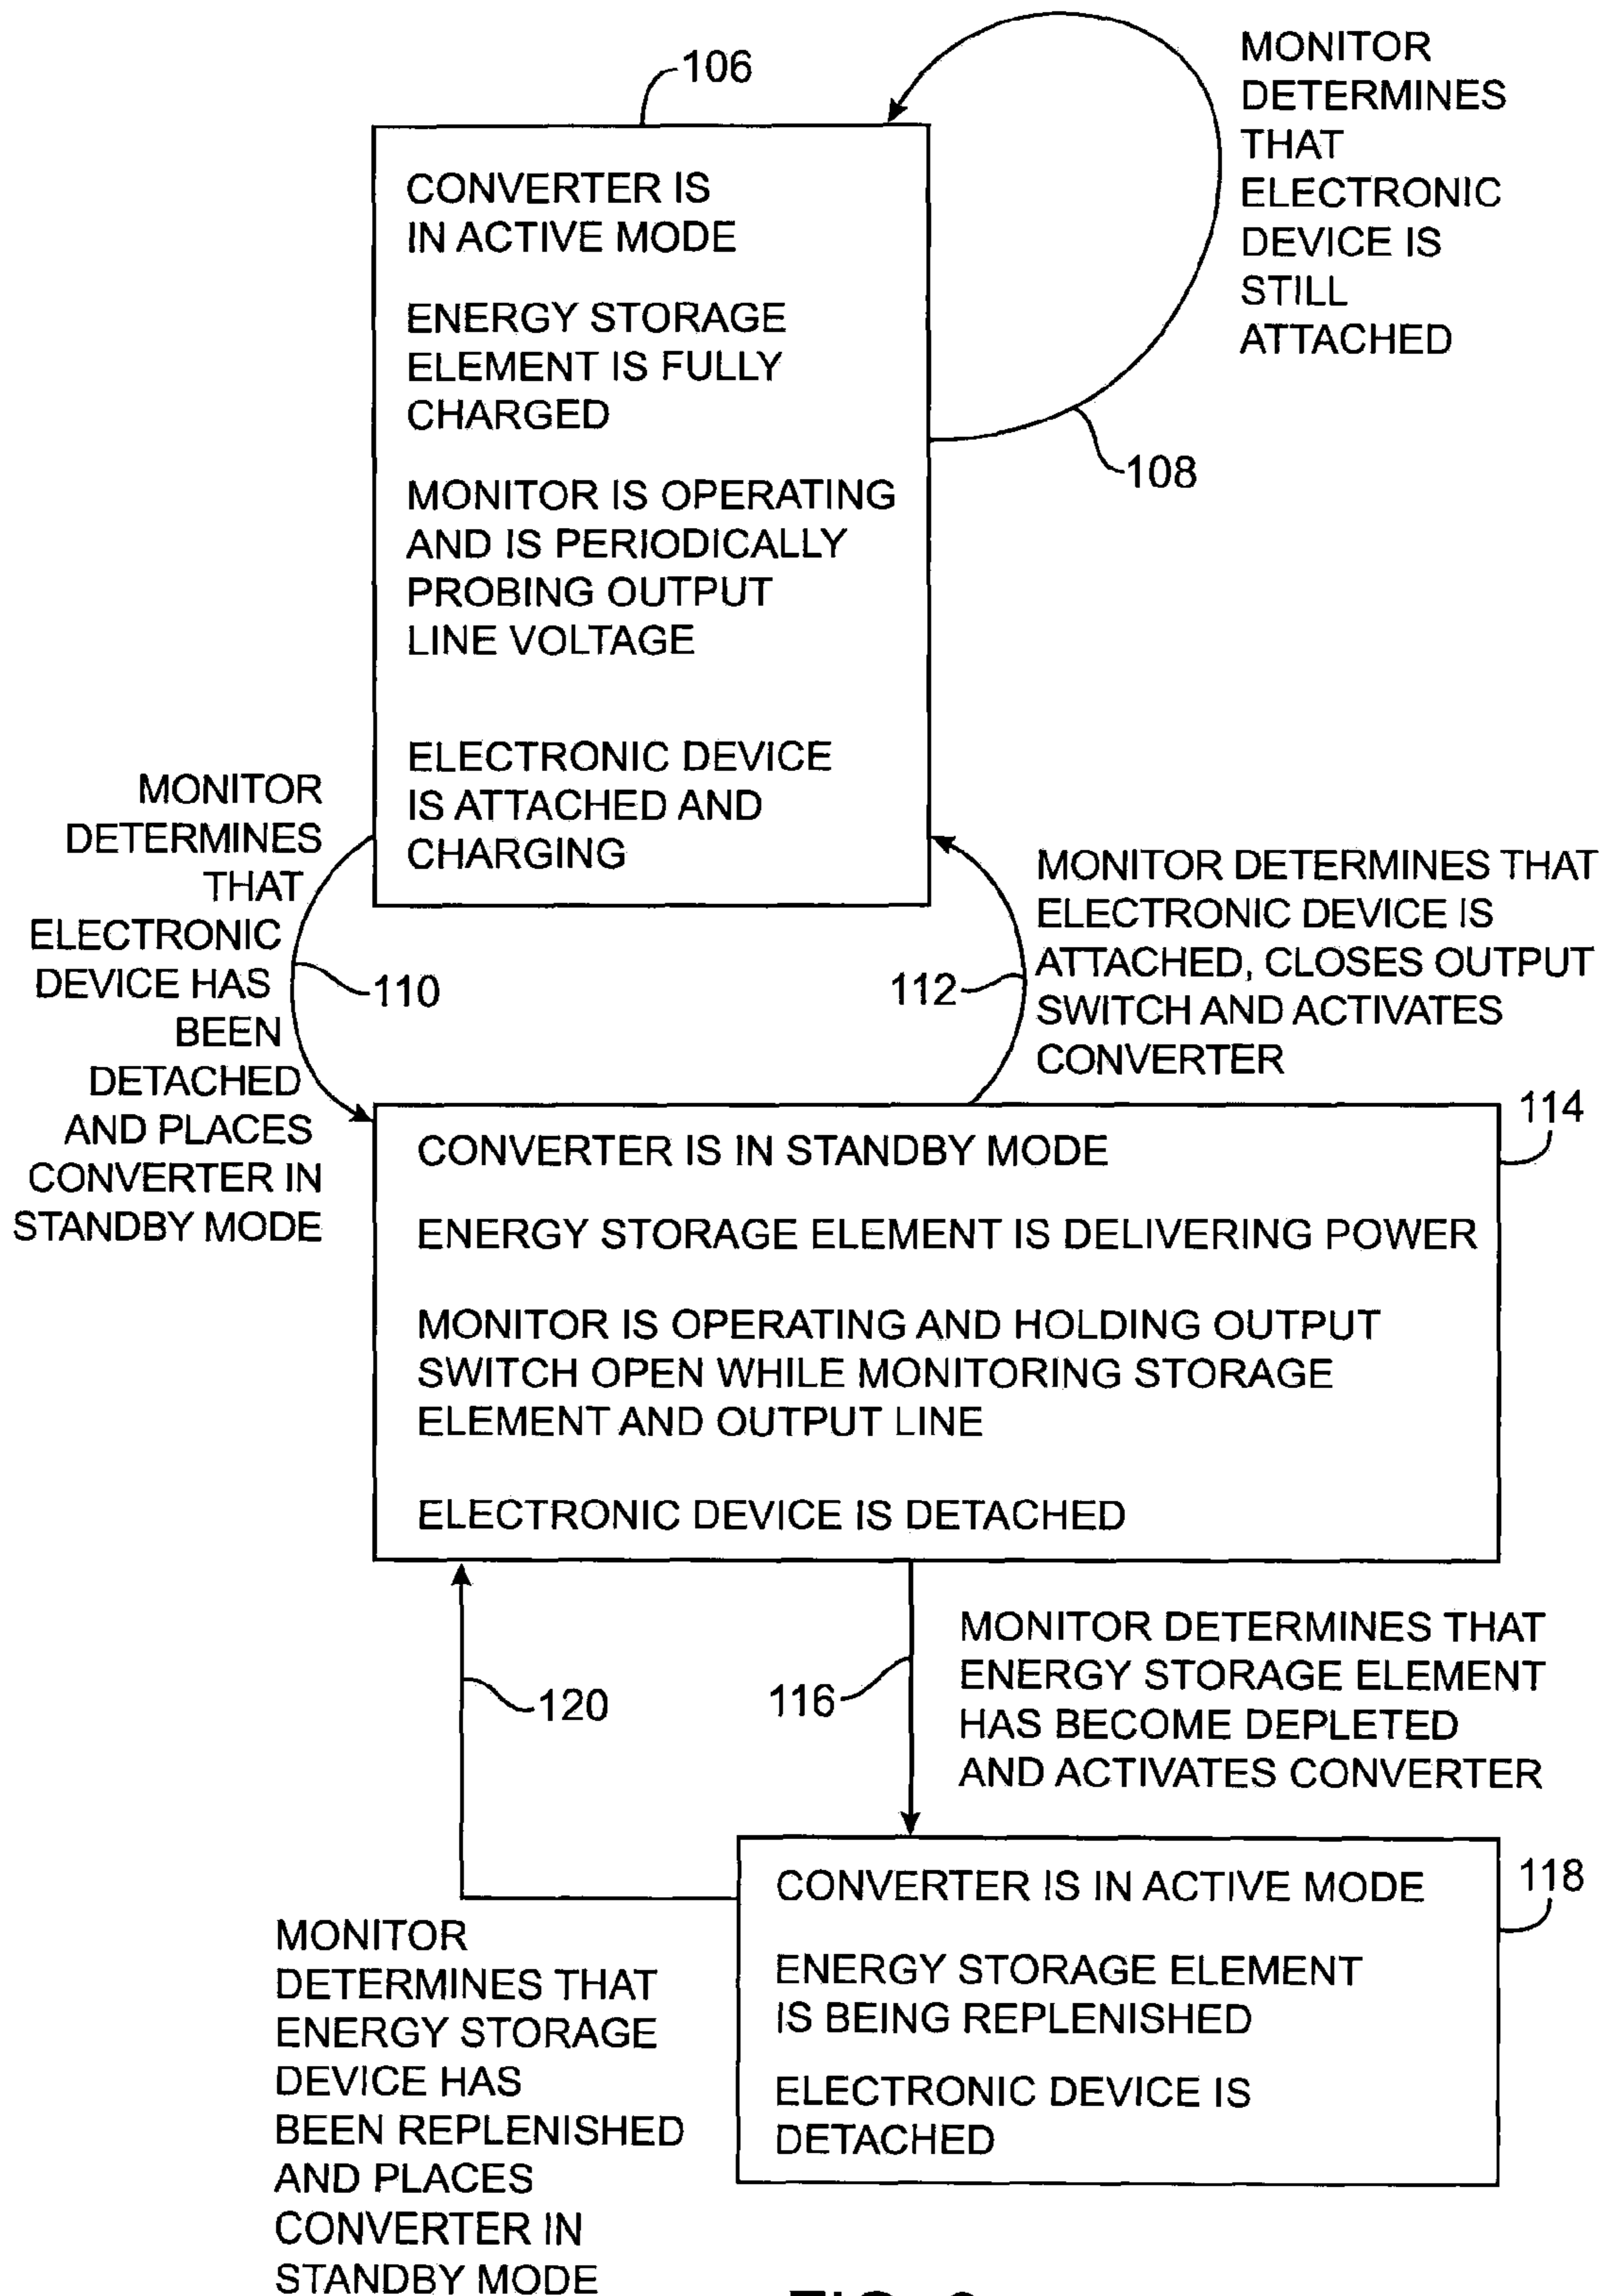 106
MONITOR
DETERMINES
THAT
ELECTRONIC
DEVICE IS
STILL
ATTACHED
108
CONVERTER IS
IN ACTIVE MODE
ENERGY STORAGE
ELEMENT IS FULLY
CHARGED
MONITOR IS OPERATING
AND IS PERIODICALLY
PROBING OUTPUT
LINE VOLTAGE
ELECTRONIC DEVICE
IS ATTACHED AND
CHARGING
MONITOR
DETERMINES
THAT
ELECTRONIC
DEVICE HAS
BEEN
DETACHED
AND PLACES
CONVERTER IN
STANDBY MODE
110
112
MONITOR DETERMINES THAT
ELECTRONIC DEVICE IS
ATTACHED, CLOSES OUTPUT
SWITCH AND ACTIVATES
CONVERTER
114
CONVERTER IS IN STANDBY MODE
ENERGY STORAGE ELEMENT IS DELIVERING POWER
MONITOR IS OPERATING AND HOLDING OUTPUT
SWITCH OPEN WHILE MONITORING STORAGE
ELEMENT AND OUTPUT LINE
ELECTRONIC DEVICE IS DETACHED
120
116
MONITOR DETERMINES THAT
ENERGY STORAGE ELEMENT
HAS BECOME DEPLETED
AND ACTIVATES CONVERTER
118
CONVERTER IS IN ACTIVE MODE
ENERGY STORAGE ELEMENT
IS BEING REPLENISHED
ELECTRONIC DEVICE IS
DETACHED
MONITOR
DETERMINES THAT
ENERGY STORAGE
DEVICE HAS
BEEN REPLENISHED
AND PLACES
CONVERTER IN
STANDBY MODE